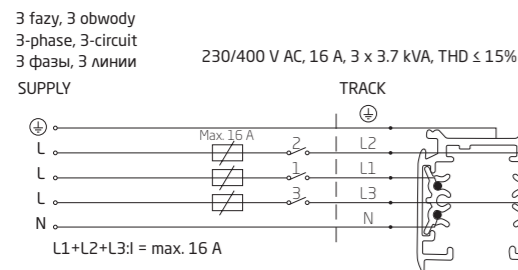 3 fazy, 3 obwody
3-phase, 3-circuit
3 фазы, 3 линии
230/400 V AC, 16 A, 3 x 3.7 kVA, THD ≤ 15%
SUPPLY
TRACK
Max. 16 A
L 2 L2
L 1 L1
L 3 L3
N N
L1+L2+L3:I = max. 16 A